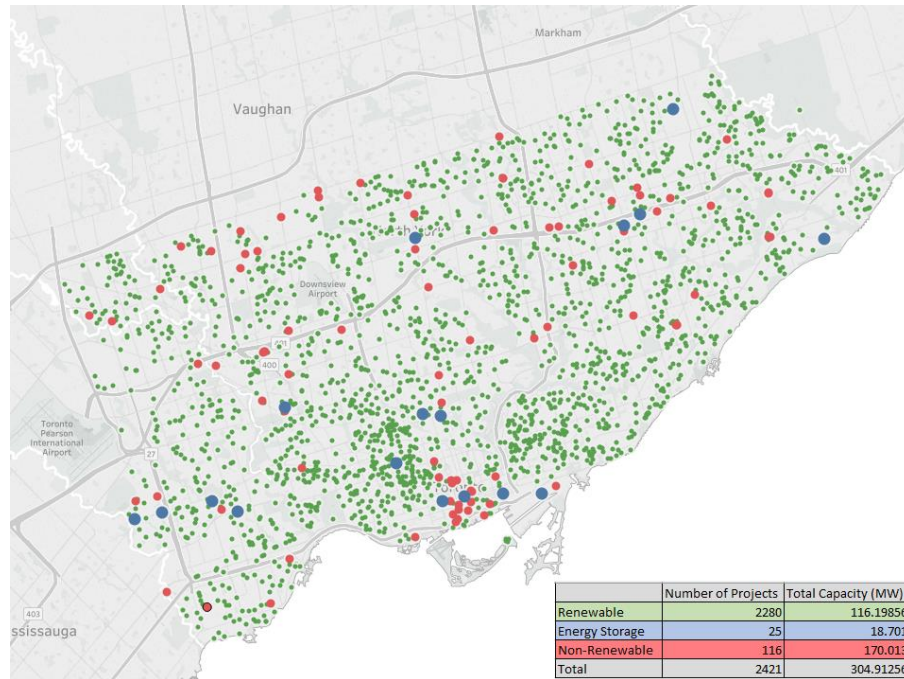 Markham
Vaughan
401
Downsview
Airport
401
400
Toronto
Pearson
International
Airport
27
403
ssissauga
Number of Projects Total Capacity (MW)
Renewable 2280 116.19856
Energy Storage 25 18.701
Non-Renewable 116 170.013
Total 2421 304.91256